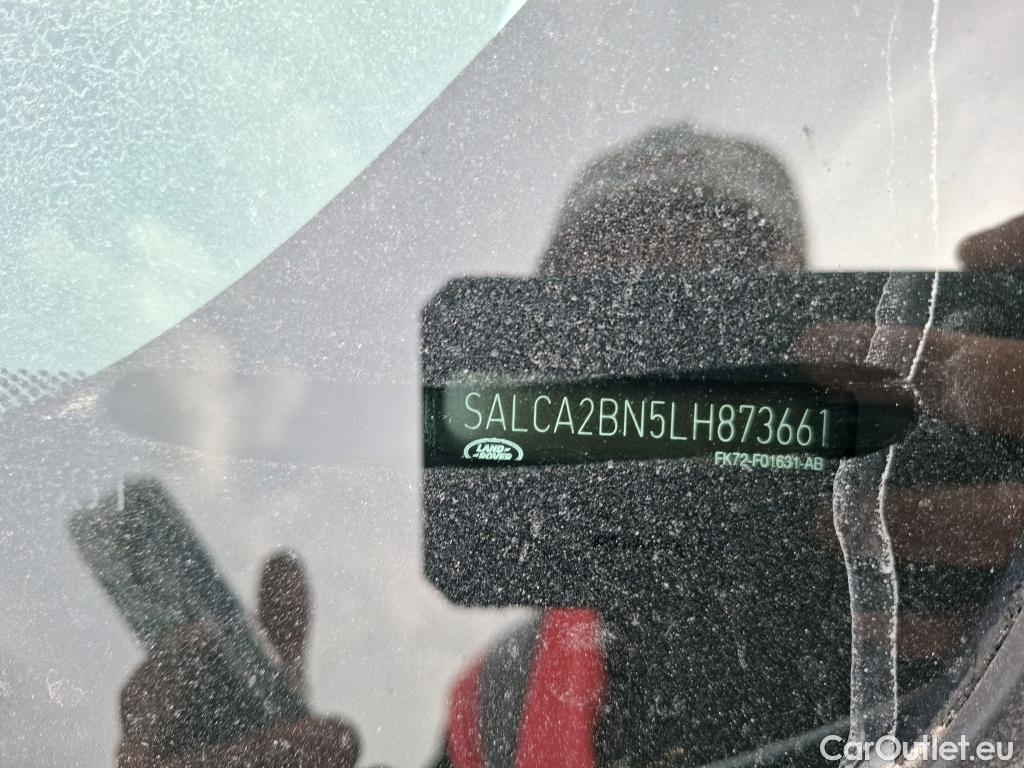 SALCA2BN5LH873661
LAND-
-ROVER
FK72-F01631-AB
CarOutlet.eu